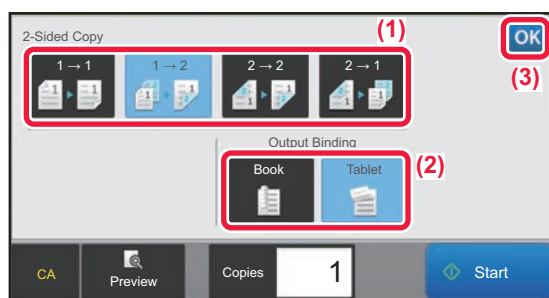 2-Sided Copy
(1)
OK
(3)
1 → 1
1 → 2
2 → 2
2 → 1
Output Binding
Book
Tablet
(2)
CA
Preview
Copies
1
Start